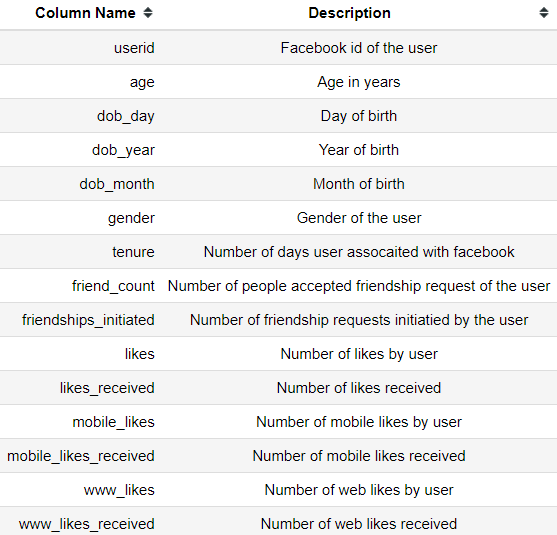 Column Name Description
userid Facebook id of the user
age Age in years
dob_day Day of birth
dob_year Year of birth
dob_month Month of birth
gender Gender of the user
tenure Number of days user assocaited with facebook
friend_count Number of people accepted friendship request of the user
friendships_initiated Number of friendship requests initiatied by the user
likes Number of likes by user
likes_received Number of likes received
mobile_likes Number of mobile likes by user
mobile_likes_received Number of mobile likes received
www_likes Number of web likes by user
www_likes_received Number of web likes received